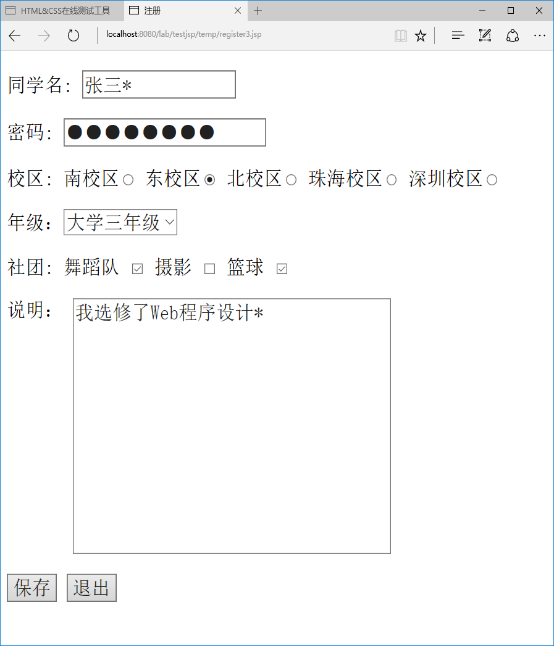 HTML&CSS在线测试工具 注册
localhost:8080/lab/testjsp/temp/register3.jsp
同学名: 张三*
密码: ●●●●●●●●
校区: 南校区 东校区 北校区 珠海校区 深圳校区
年级: 大学三年级
社团: 舞蹈队 摄影 篮球
说明: 我选修了Web程序设计*
保存 退出